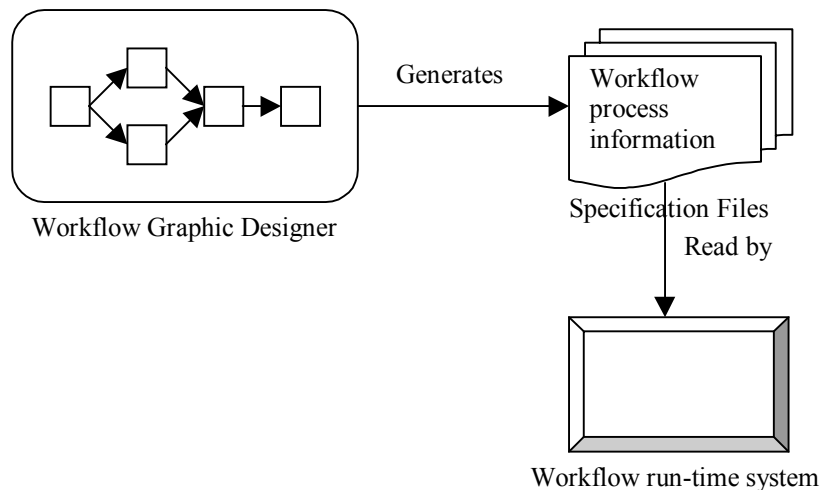 Generates
Workflow
process
information
Workflow Graphic Designer
Specification Files
Read by
Workflow run-time system